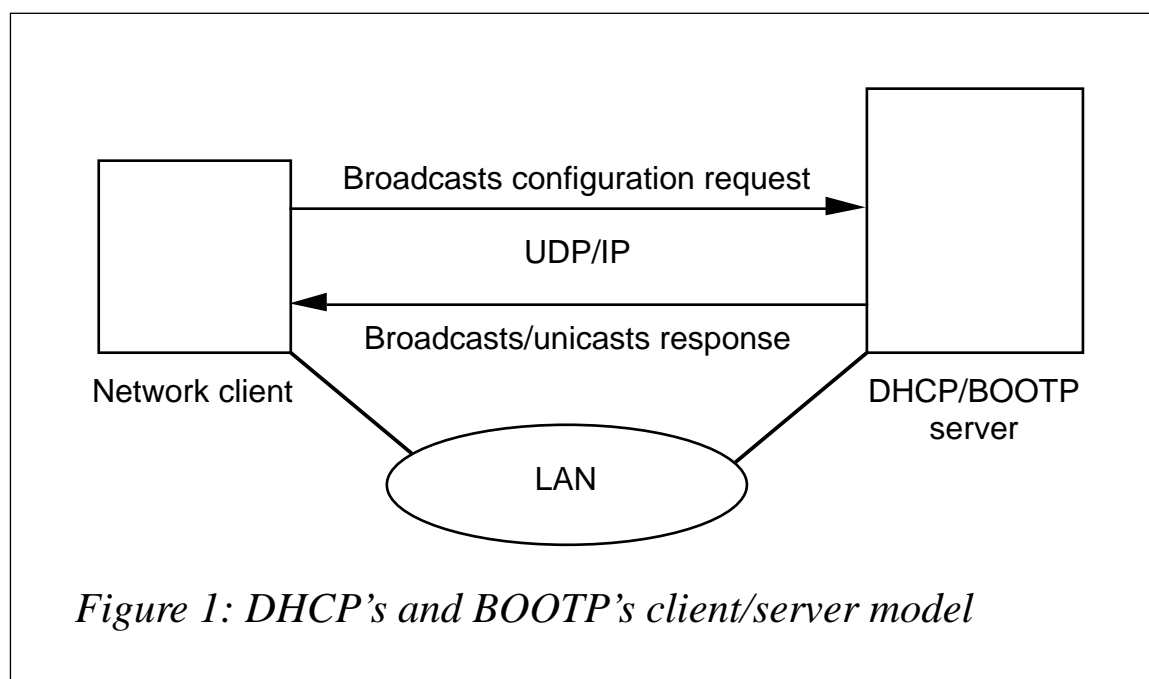 Broadcasts configuration request
UDP/IP
Broadcasts/unicasts response
Network client
DHCP/BOOTP
server
LAN
Figure 1: DHCP’s and BOOTP’s client/server model